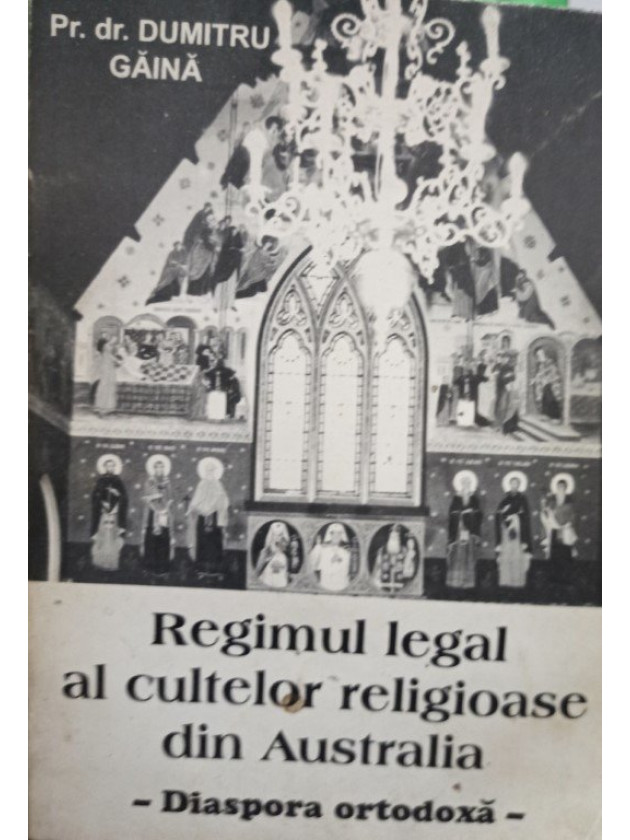 Pr. dr. DUMITRU
GĂINĂ
Regimul legal
al cultelor religioase
din Australia
– Diaspora ortodoxă –